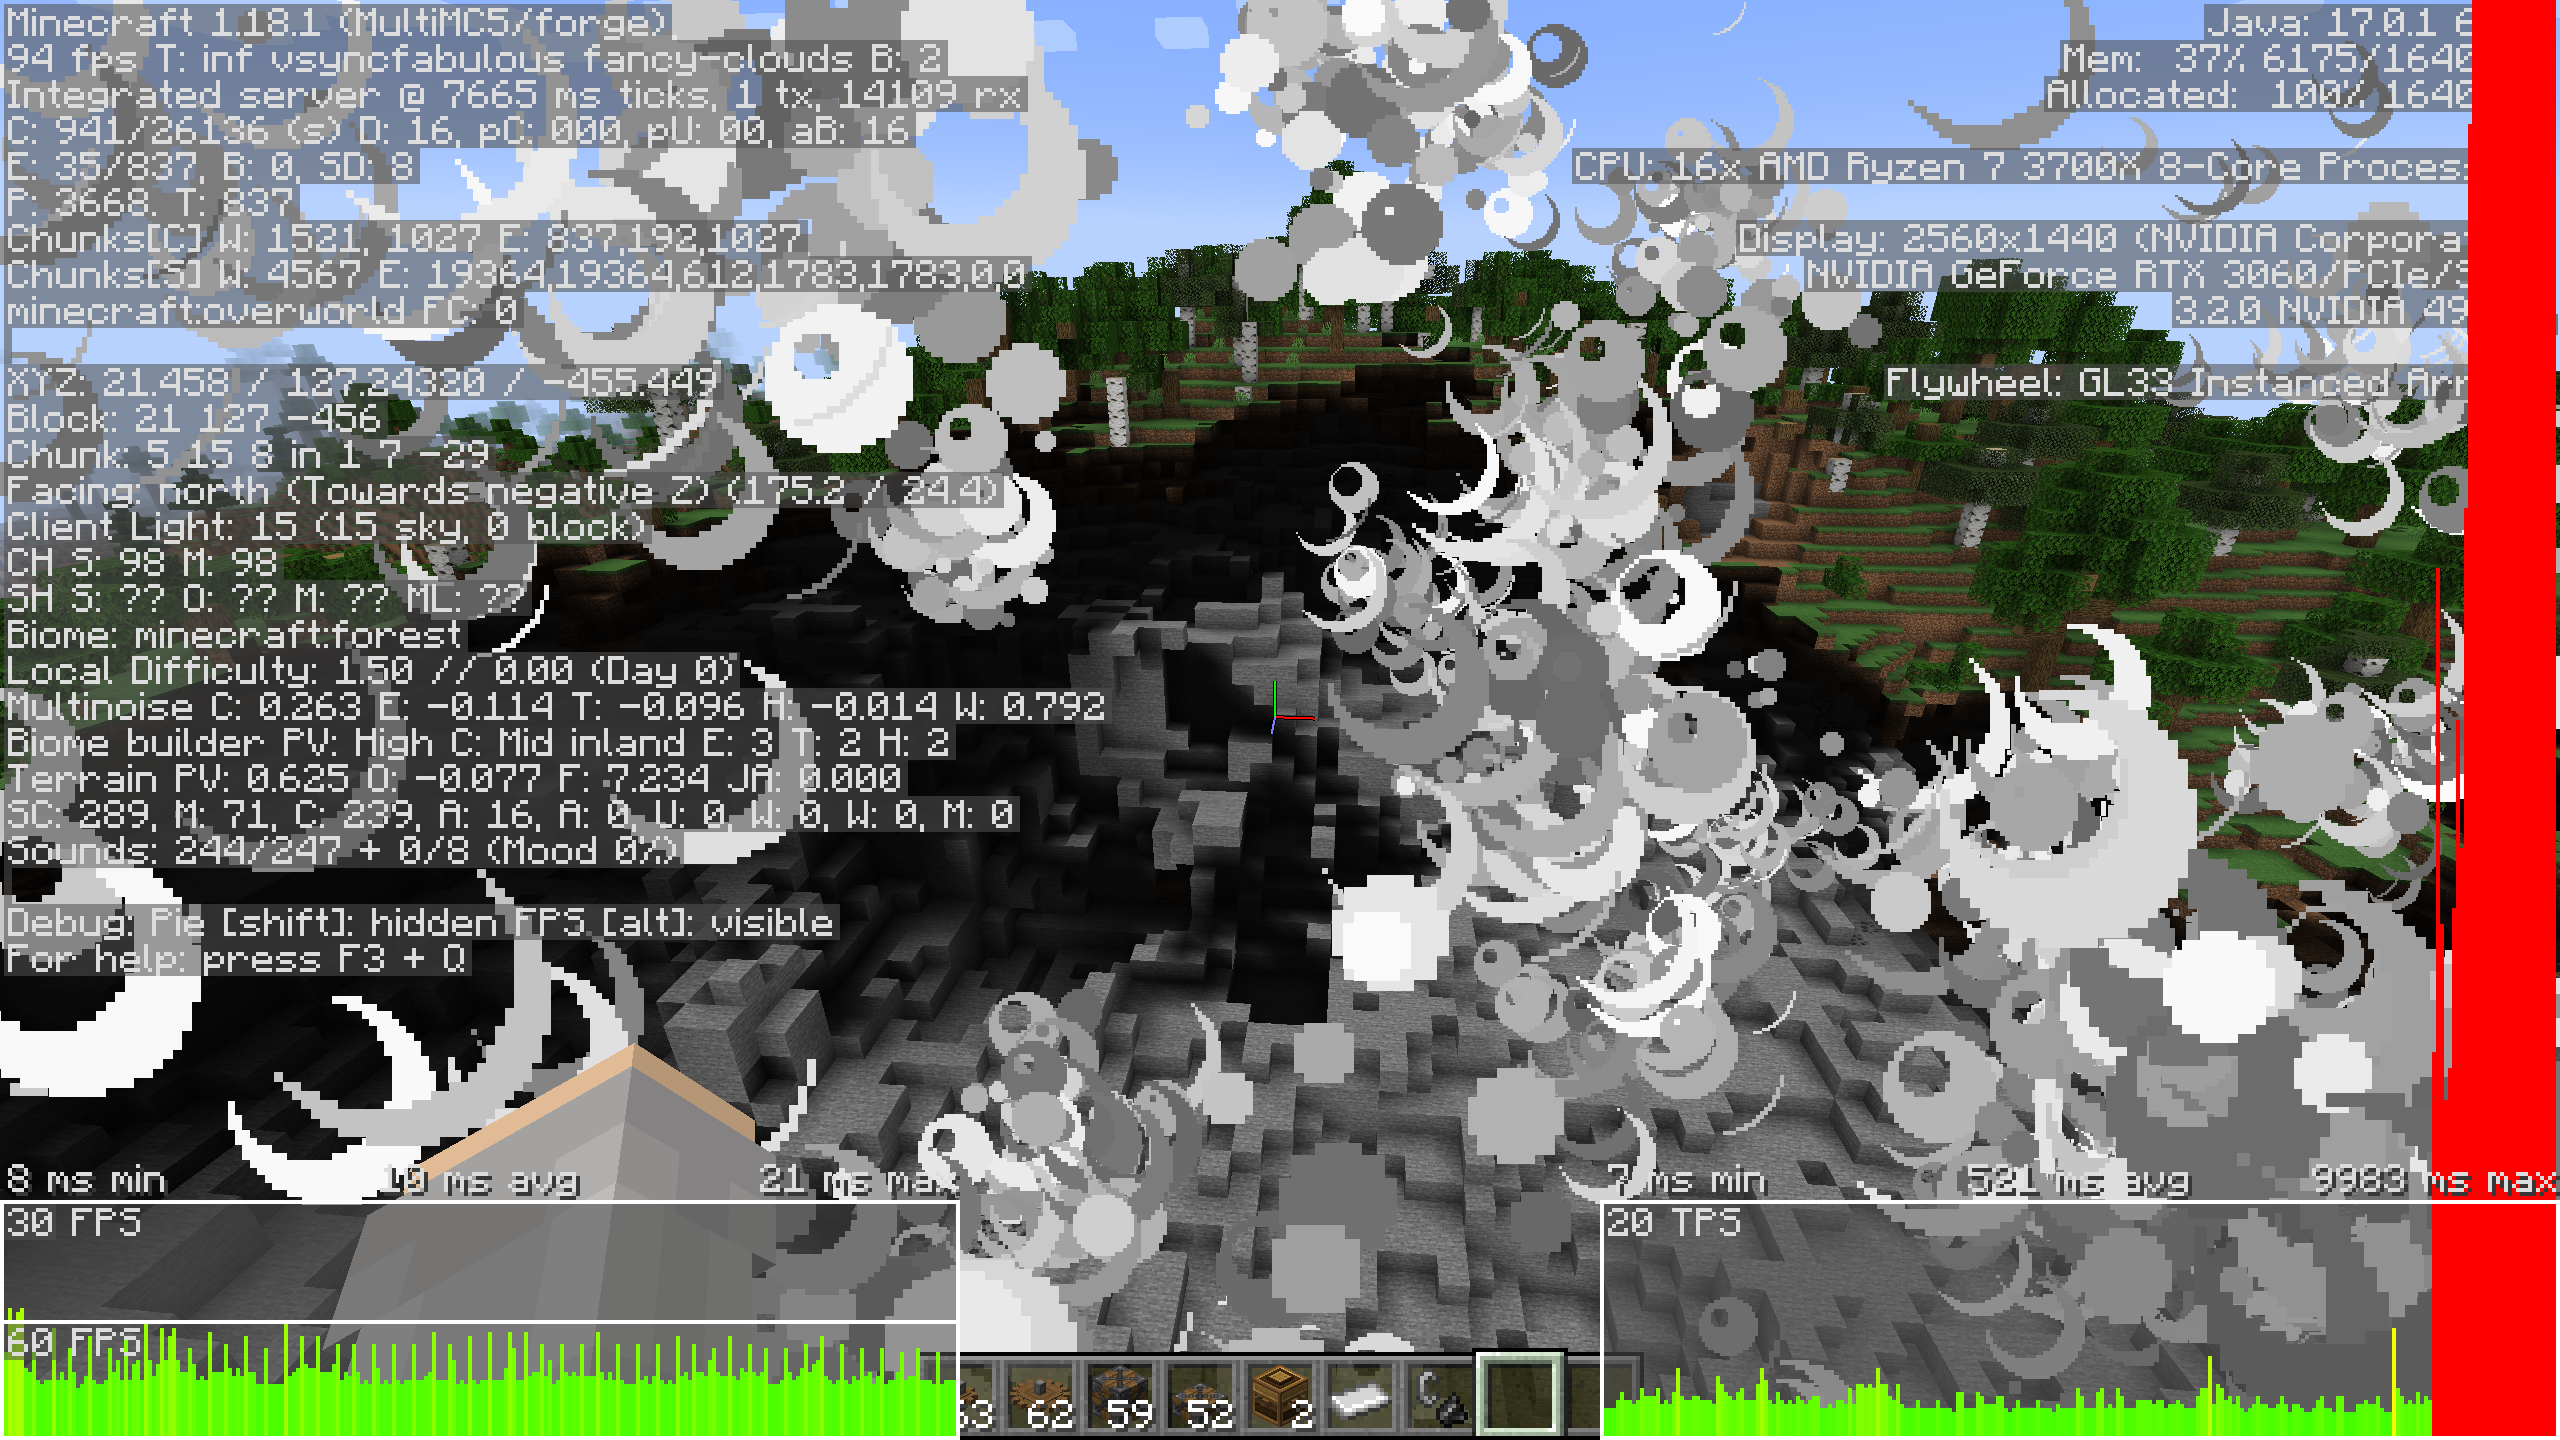 Minecraft 1.18.1 (MultiMC5/forge)
94 fps T: inf vsyncfabulous fancy-clouds B: 2
Integrated server @ 7665 ms ticks, 1 tx, 14109 rx
C: 941/26136 (s) D: 16, pC: 000, pU: 00, aB: 16
E: 35/837, B: 0, SD: 8
P: 3668. T: 837
Chunks[C] W: 1521, 1027 E: 837,192,1027
Chunks[S] W: 4567 E: 19364,19364,612,1783,1783,0,0
minecraft:overworld FC: 0
XYZ: 21.458 / 127.24320 / -455.449
Block: 21 127 -456
Chunk: 5 15 8 in 1 7 -29
Facing: north (Towards negative Z) (175.2 / 24.4)
Client Light: 15 (15 sky, 0 block)
CH S: 98 M: 98
SH S: ?? O: ?? M: ?? ML: ??
Biome: minecraft:forest
Local Difficulty: 1.50 // 0.00 (Day 0)
Multinoise C: 0.263 E: -0.114 T: -0.096 H: -0.014 W: 0.792
Biome builder PV: High C: Mid inland E: 3 T: 2 H: 2
Terrain PV: 0.625 O: -0.077 F: 7.234 JA: 0.000
SC: 289, M: 71, C: 239, A: 16, A: 0, U: 0, W: 0, W: 0, M: 0
Sounds: 244/247 + 0/8 (Mood 0%)
Debug: Pie [shift]: hidden FPS [alt]: visible
For help: press F3 + Q
Java: 17.0.1 6
Mem: 37% 6175/1640
Allocated: 100% 1640
CPU: 16x AMD Ryzen 7 3700X 8-Core Process
Display: 2560x1440 (NVIDIA Corpora
NVIDIA GeForce RTX 3060/PCIe/S
3.2.0 NVIDIA 49
Flywheel: GL33 Instanced Arr
8 ms min 10 ms avg 21 ms max
30 FPS
60 FPS
7 ms min 521 ms avg 9983 ms max
20 TPS
63 62 59 52 2